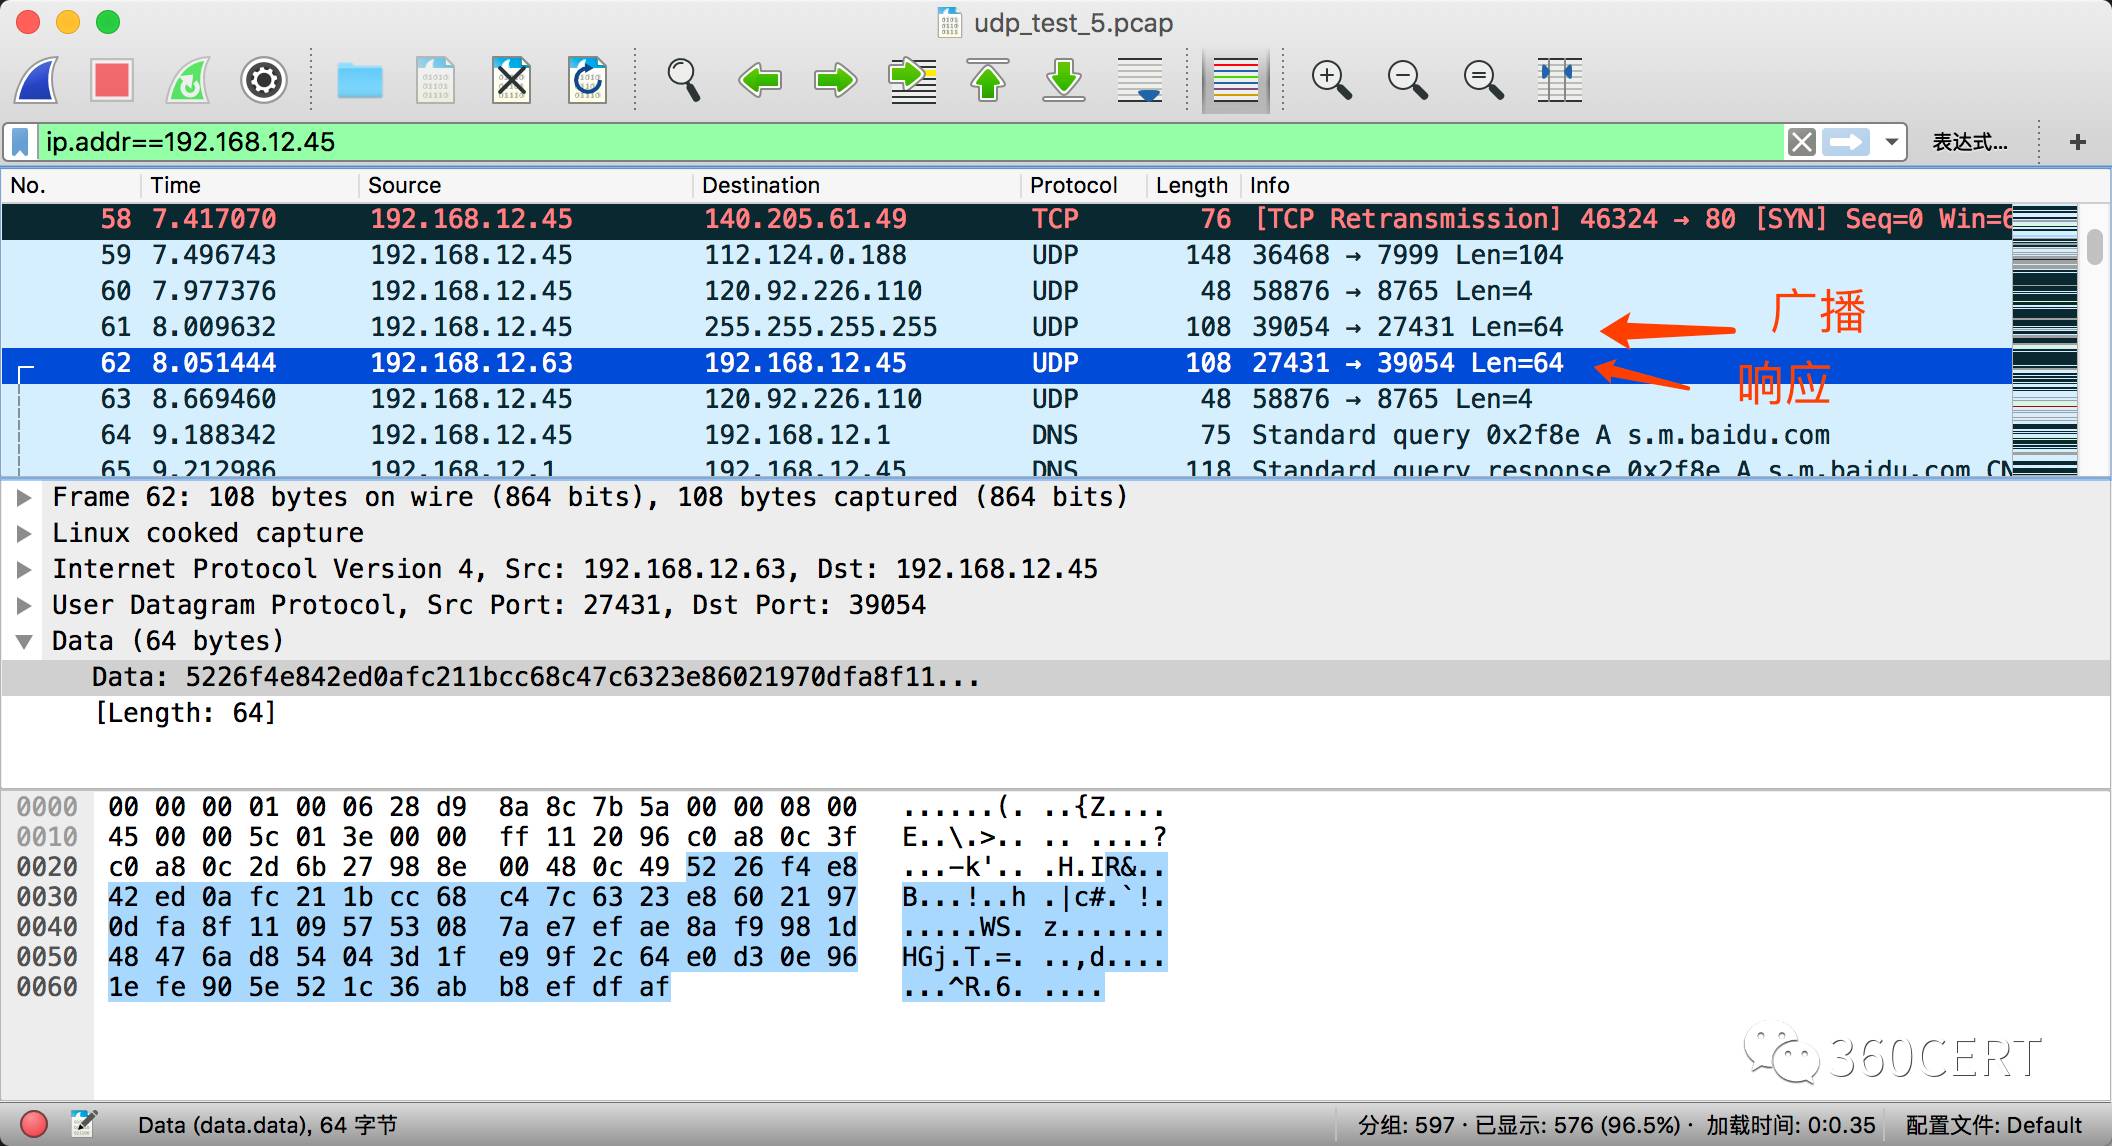 udp_test_5.pcap
ip.addr==192.168.12.45
表达式…
+
No. Time Source Destination Protocol Length Info
58 7.417070 192.168.12.45 140.205.61.49 TCP 76 [TCP Retransmission] 46324 → 80 [SYN] Seq=0 Win=6
59 7.496743 192.168.12.45 112.124.0.188 UDP 148 36468 → 7999 Len=104
60 7.977376 192.168.12.45 120.92.226.110 UDP 48 58876 → 8765 Len=4
61 8.009632 192.168.12.45 255.255.255.255 UDP 108 39054 → 27431 Len=64
广播
62 8.051444 192.168.12.63 192.168.12.45 UDP 108 27431 → 39054 Len=64
响应
63 8.669460 192.168.12.45 120.92.226.110 UDP 48 58876 → 8765 Len=4
64 9.188342 192.168.12.45 192.168.12.1 DNS 75 Standard query 0x2f8e A s.m.baidu.com
65 9.212986 192.168.12.1 192.168.12.45 DNS 118 Standard query response 0x2f8e A s.m.baidu.com CN
Frame 62: 108 bytes on wire (864 bits), 108 bytes captured (864 bits)
Linux cooked capture
Internet Protocol Version 4, Src: 192.168.12.63, Dst: 192.168.12.45
User Datagram Protocol, Src Port: 27431, Dst Port: 39054
Data (64 bytes)
Data: 5226f4e842ed0afc211bcc68c47c6323e86021970dfa8f11...
[Length: 64]
0000 00 00 00 01 00 06 28 d9 8a 8c 7b 5a 00 00 08 00 ......(. ..{Z....
0010 45 00 00 5c 01 3e 00 00 ff 11 20 96 c0 a8 0c 3f E..\.>.. .. ....?
0020 c0 a8 0c 2d 6b 27 98 8e 00 48 0c 49 52 26 f4 e8 ...-k'.. .H.IR&..
0030 42 ed 0a fc 21 1b cc 68 c4 7c 63 23 e8 60 21 97 B...!..h .|c#.`!.
0040 0d fa 8f 11 09 57 53 08 7a e7 ef ae 8a f9 98 1d .....WS. z.......
0050 48 47 6a d8 54 04 3d 1f e9 9f 2c 64 e0 d3 0e 96 HGj.T.=. ..,d....
0060 1e fe 90 5e 52 1c 36 ab b8 ef df af ...^R.6. ....
360CERT
Data (data.data), 64 字节 分组: 597 · 已显示: 576 (96.5%) · 加载时间: 0:0.35 配置文件: Default